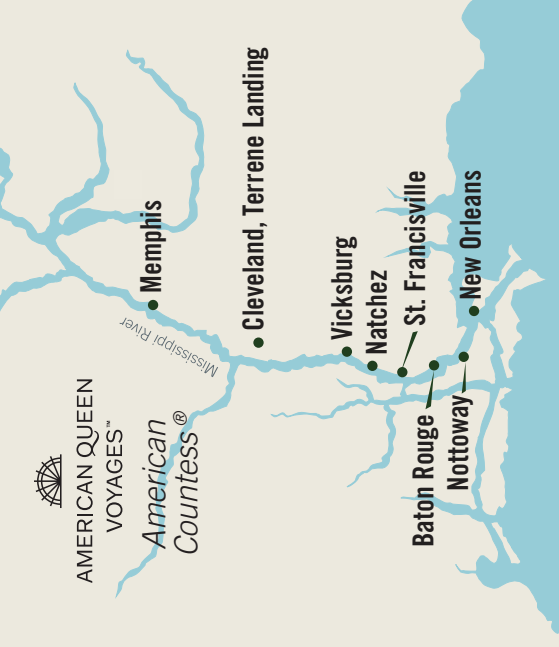 AMERICAN QUEEN
VOYAGES™
American
Countess®
Mississippi River
Memphis
Cleveland, Terrene Landing
Vicksburg
Natchez
St. Francisville
Baton Rouge
Nottoway
New Orleans